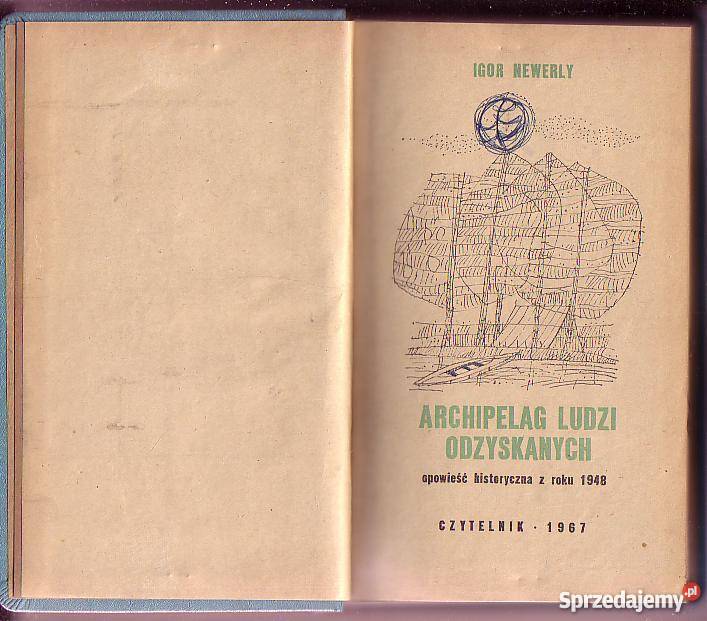 IGOR NEWERLY
ARCHIPELAG LUDZI
ODZYSKANYCH
opowieść historyczna z roku 1948
CZYTELNIK · 1967
Sprzedajemy.pl